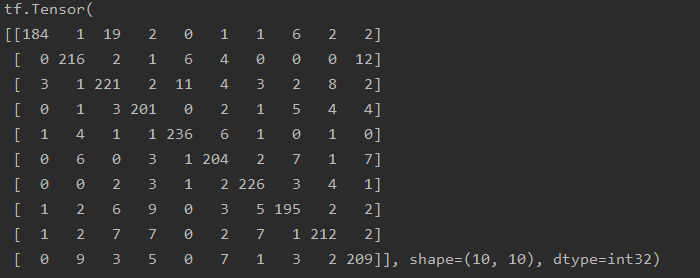 tf.Tensor(
[[184   1  19   2   0   1   1   6   2   2]
 [  0 216   2   1   6   4   0   0   0  12]
 [  3   1 221   2  11   4   3   2   8   2]
 [  0   1   3 201   0   2   1   5   4   4]
 [  1   4   1   1 236   6   1   0   1   0]
 [  0   6   0   3   1 204   2   7   1   7]
 [  0   0   2   3   1   2 226   3   4   1]
 [  1   2   6   9   0   3   5 195   2   2]
 [  1   2   7   7   0   2   7   1 212   2]
 [  0   9   3   5   0   7   1   3   2 209]], shape=(10, 10), dtype=int32)